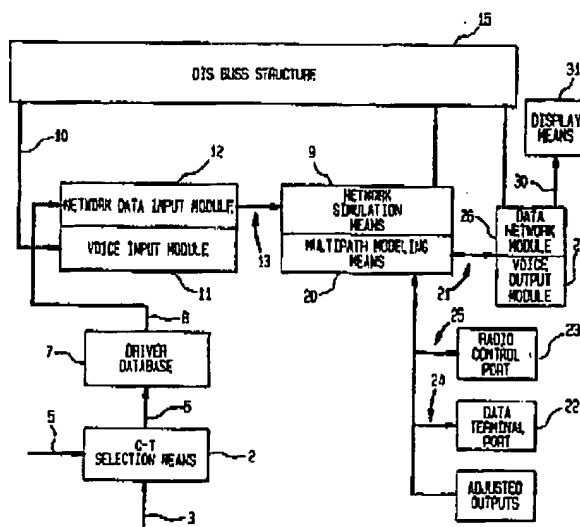 15
DIS BUSS STRUCTURE
31
DISPLAY
MEANS
10
12
9
30
NETWORK DATA INPUT MODULE
VOICE INPUT MODULE
13
NETWORK
SIMULATION
MEANS
MULTIPATH MODELING
MEANS
26
DATA
NETWORK
MODULE
VOICE
OUTPUT
MODULE
11
20
21
8
25
7
DRIVER
DATABASE
RADIO
CONTROL
PORT
23
24
5
DATA
TERMINAL
PORT
22
5
C-T
SELECTION MEANS
2
ADJUSTED
OUTPUTS
3